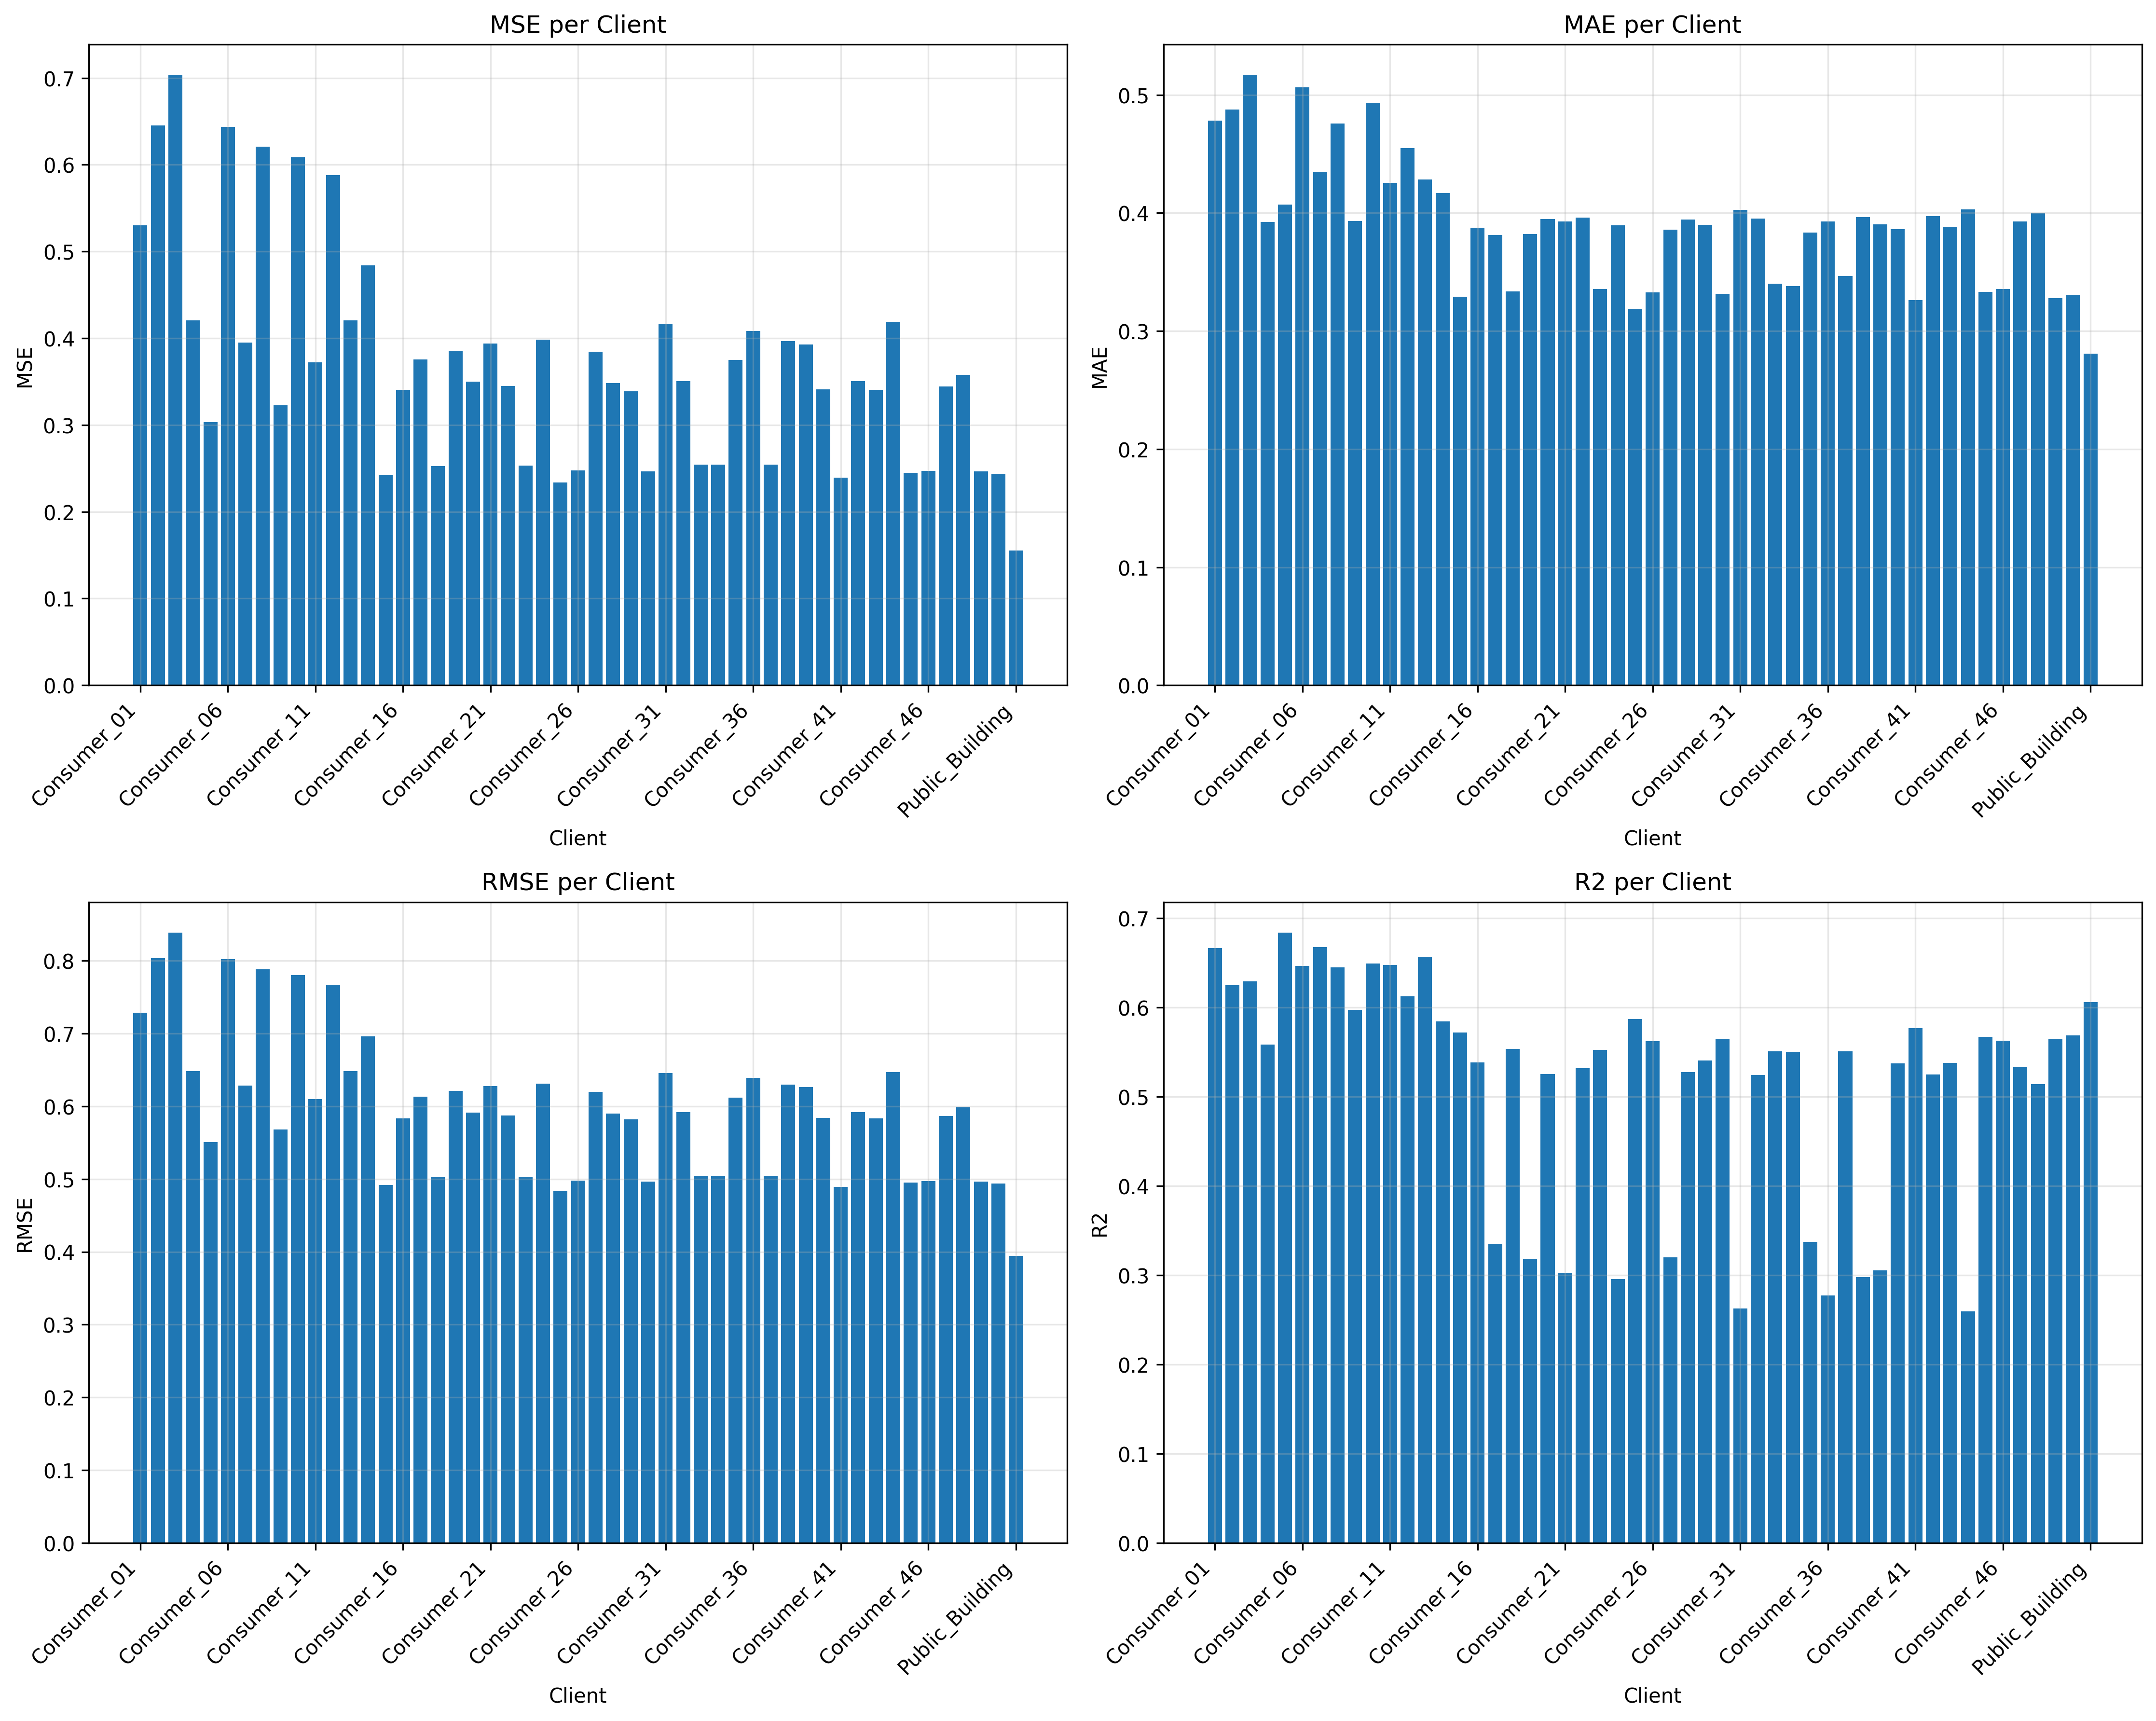 MSE per Client
0.7
0.6
0.5
0.4
0.3
0.2
0.1
0.0
MSE
Consumer_01
Consumer_06
Consumer_11
Consumer_16
Consumer_21
Consumer_26
Consumer_31
Consumer_36
Consumer_41
Consumer_46
Public_Building
Client
MAE per Client
0.5
0.4
0.3
0.2
0.1
0.0
MAE
Consumer_01
Consumer_06
Consumer_11
Consumer_16
Consumer_21
Consumer_26
Consumer_31
Consumer_36
Consumer_41
Consumer_46
Public_Building
Client
RMSE per Client
0.8
0.7
0.6
0.5
0.4
0.3
0.2
0.1
0.0
RMSE
Consumer_01
Consumer_06
Consumer_11
Consumer_16
Consumer_21
Consumer_26
Consumer_31
Consumer_36
Consumer_41
Consumer_46
Public_Building
Client
R2 per Client
0.7
0.6
0.5
0.4
0.3
0.2
0.1
0.0
R2
Consumer_01
Consumer_06
Consumer_11
Consumer_16
Consumer_21
Consumer_26
Consumer_31
Consumer_36
Consumer_41
Consumer_46
Public_Building
Client